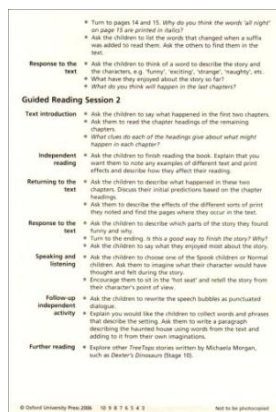 • Turn to pages 14 and 15. Why do you think the words 'all night'
on page 15 are printed in italics?
• Ask the children to list the words that changed when a suffix
was added to read them. Ask the others to find them in the
text.
Response to the text • Ask the children to think of a word to describe the story and
the characters, e.g. 'funny', 'exciting', 'strange', 'naughty', etc.
• What have they enjoyed about the story so far?
• What do you think will happen in the last chapters?
Guided Reading Session 2
Text introduction • Ask the children to say what happened in the first two chapters.
• Ask them to read the chapter headings of the remaining
chapters.
• What clues do each of the headings give about what might
happen in each chapter?
Independent reading • Ask the children to finish reading the book. Explain that you
want them to note any examples of different text and print
effects and describe how they affect their reading.
Returning to the text • Ask the children to describe what happened in these two
chapters. Discuss their initial predictions based on the chapter
headings.
• Ask them to describe the effects of the different sorts of print
they noted and find the pages where they occur in the text.
Response to the text • Ask the children to describe which parts of the story they found
funny and why.
• Turn to the ending. Is this a good way to finish the story? Why?
• Ask the children to say what they enjoyed most about the story.
Speaking and listening • Ask the children to choose one of the Spook children or Normal
children. Ask them to imagine what their character would have
thought and felt during the story.
• Encourage them to sit in the 'hot seat' and retell the story from
their character's point of view.
Follow-up independent activity • Ask the children to rewrite the speech bubbles as punctuated
dialogue.
• Explain you would like the children to collect words and phrases
that describe the setting. Ask them to write a paragraph
describing the haunted house using words from the text and
adding to it from their own imaginations.
Further reading • Explore other TreeTops stories written by Michaela Morgan,
such as Dexter's Dinosaurs (Stage 10).
© Oxford University Press 2006 10 9 8 7 6 5 4 3 Not to be photocopied